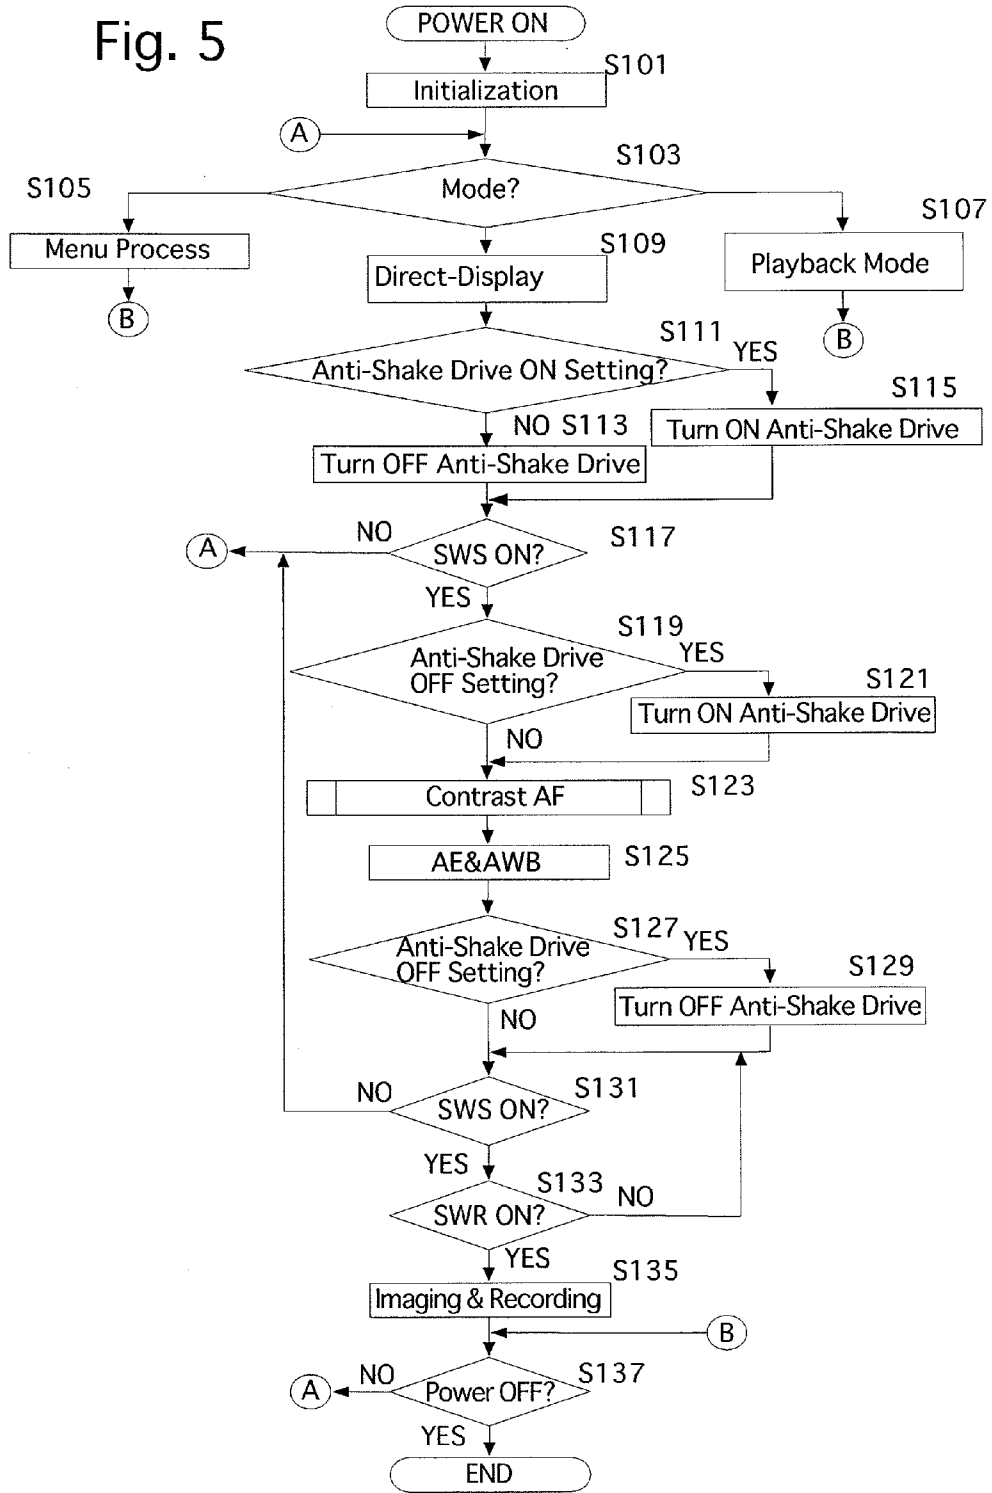 Fig. 5
POWER ON
S101
Initialization
A
S103
Mode?
S105
Menu Process
B
S107
Playback Mode
B
S109
Direct-Display
S111
Anti-Shake Drive ON Setting?
YES
S115
Turn ON Anti-Shake Drive
NO S113
Turn OFF Anti-Shake Drive
NO
A
SWS ON?
S117
YES
S119
Anti-Shake Drive
OFF Setting?
YES
S121
Turn ON Anti-Shake Drive
NO
Contrast AF
S123
AE&AWB
S125
S127
Anti-Shake Drive
OFF Setting?
YES
S129
Turn OFF Anti-Shake Drive
NO
S131
NO
SWS ON?
YES
S133
SWR ON?
NO
YES
S135
Imaging & Recording
B
S137
A
NO
Power OFF?
YES
END